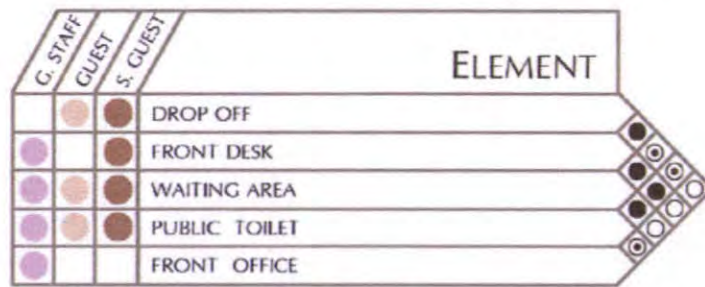 G. STAFF
GUEST
S. GUEST
ELEMENT
DROP OFF
FRONT DESK
WAITING AREA
PUBLIC TOILET
FRONT OFFICE